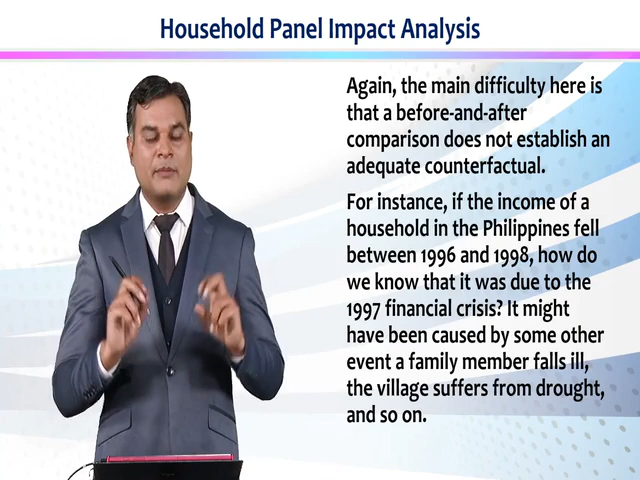 Household Panel Impact Analysis
Again, the main difficulty here is
that a before-and-after
comparison does not establish an
adequate counterfactual.
For instance, if the income of a
household in the Philippines fell
between 1996 and 1998, how do
we know that it was due to the
1997 financial crisis? It might
have been caused by some other
event a family member falls ill,
the village suffers from drought,
and so on.